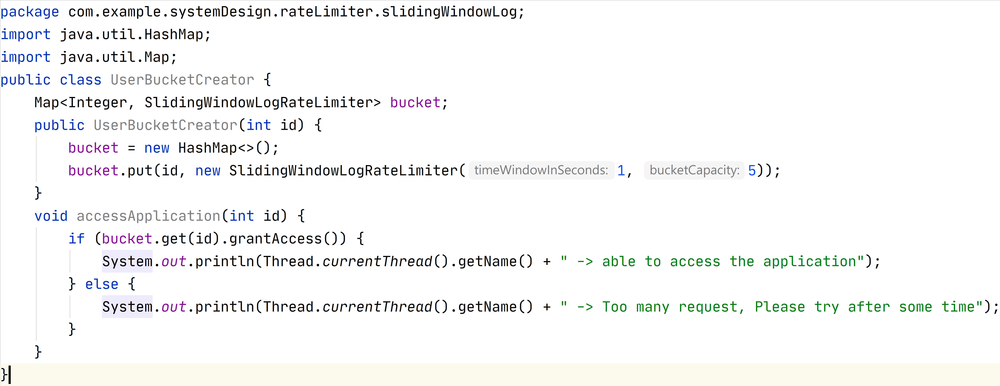 package com.example.systemDesign.rateLimiter.slidingWindowLog;
import java.util.HashMap;
import java.util.Map;
public class UserBucketCreator {
    Map<Integer, SlidingWindowLogRateLimiter> bucket;
    public UserBucketCreator(int id) {
        bucket = new HashMap<>();
        bucket.put(id, new SlidingWindowLogRateLimiter( timeWindowInSeconds: 1, bucketCapacity: 5));
    }
    void accessApplication(int id) {
        if (bucket.get(id).grantAccess()) {
            System.out.println(Thread.currentThread().getName() + " -> able to access the application");
        } else {
            System.out.println(Thread.currentThread().getName() + " -> Too many request, Please try after some time");
        }
    }
}